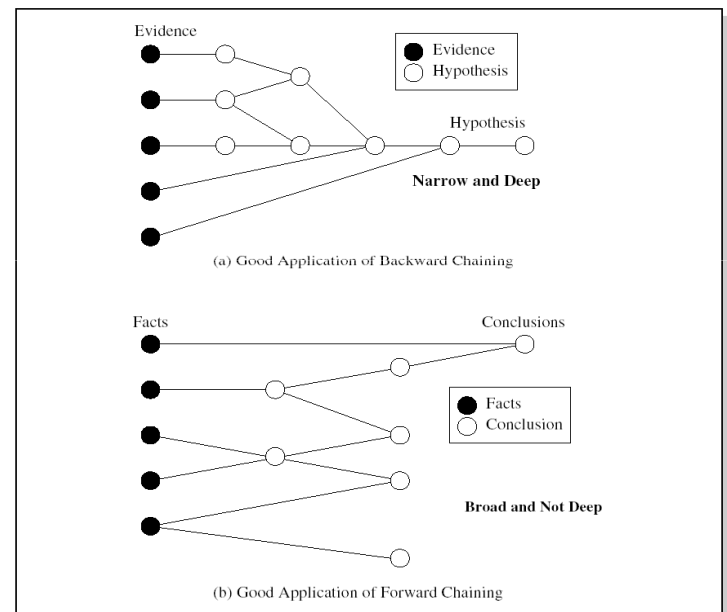 Evidence
Evidence
Hypothesis
Hypothesis
Narrow and Deep
(a) Good Application of Backward Chaining
Facts
Conclusions
Facts
Conclusion
Broad and Not Deep
(b) Good Application of Forward Chaining